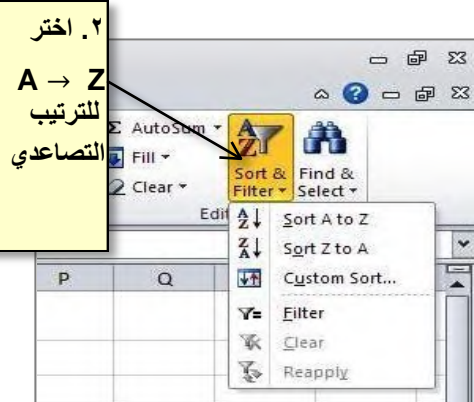 ٢. اختر
A → Z
للترتيب
التصاعدي
Σ AutoSum
Fill
Clear
Sort &
Filter
Find &
Select
Edit
Sort A to Z
Sort Z to A
Custom Sort...
Filter
Clear
Reapply
P Q